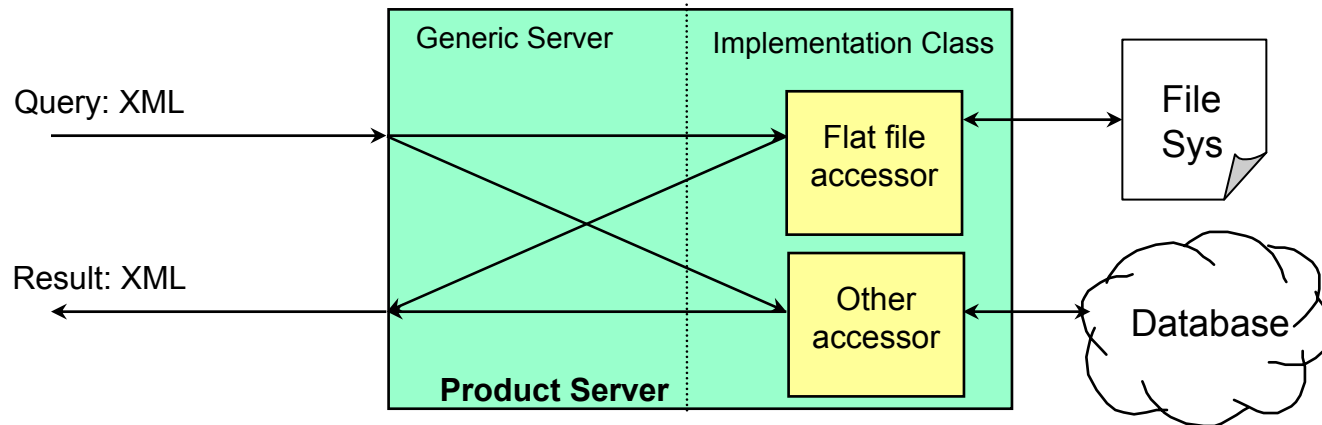 Generic Server
Implementation Class
Query: XML
Flat file
accessor
File
Sys
Result: XML
Other
accessor
Database
Product Server